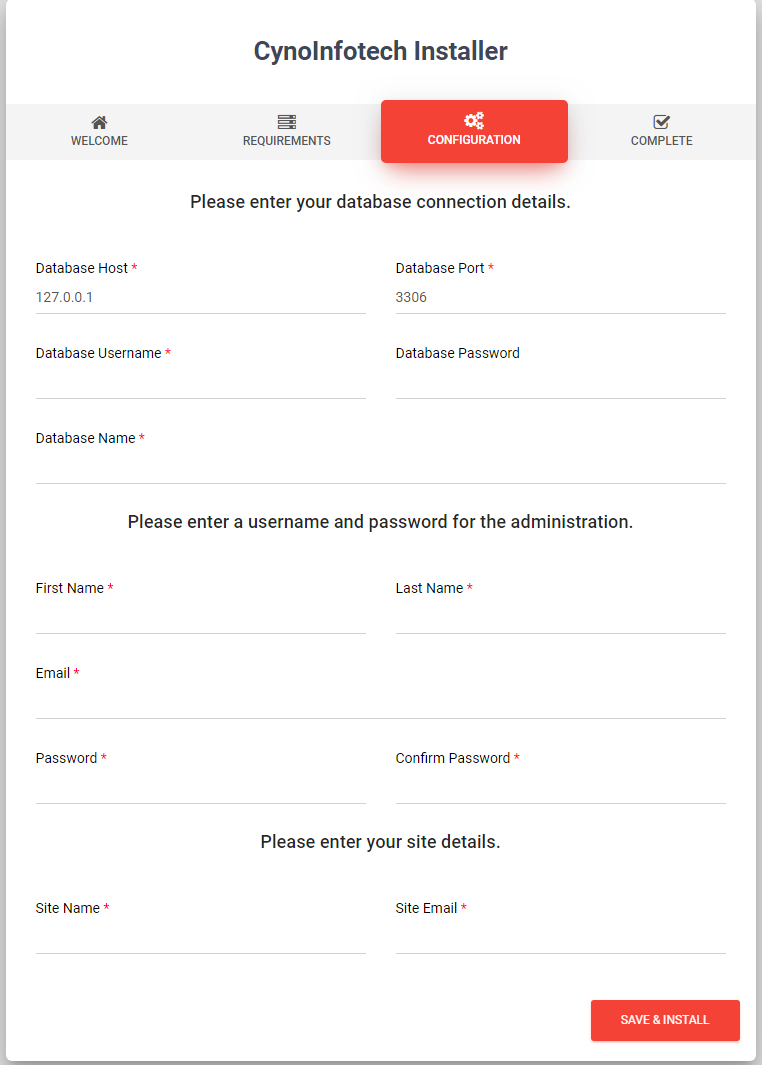 CynoInfotech Installer
WELCOME REQUIREMENTS CONFIGURATION COMPLETE
Please enter your database connection details.
Database Host * Database Port *
127.0.0.1 3306
Database Username * Database Password
Database Name *
Please enter a username and password for the administration.
First Name * Last Name *
Email *
Password * Confirm Password *
Please enter your site details.
Site Name * Site Email *
SAVE & INSTALL